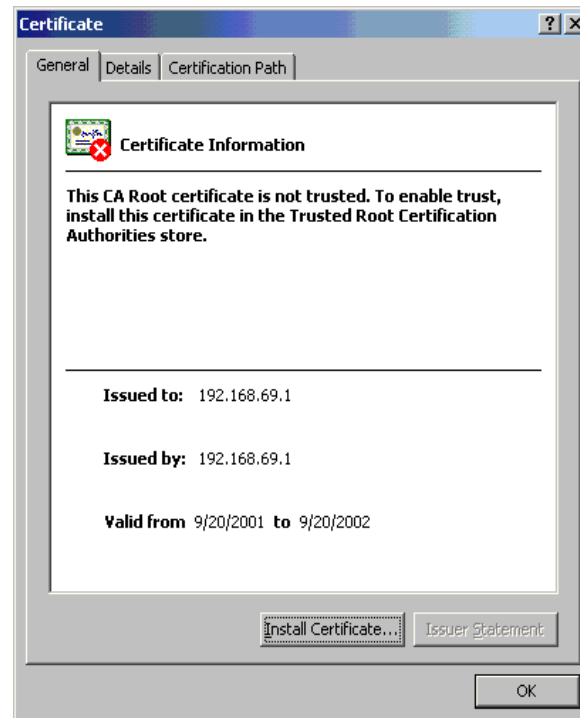 Certificate
General Details Certification Path
Certificate Information
This CA Root certificate is not trusted. To enable trust,
install this certificate in the Trusted Root Certification
Authorities store.
Issued to: 192.168.69.1
Issued by: 192.168.69.1
Valid from 9/20/2001 to 9/20/2002
Install Certificate... Issuer Statement
OK